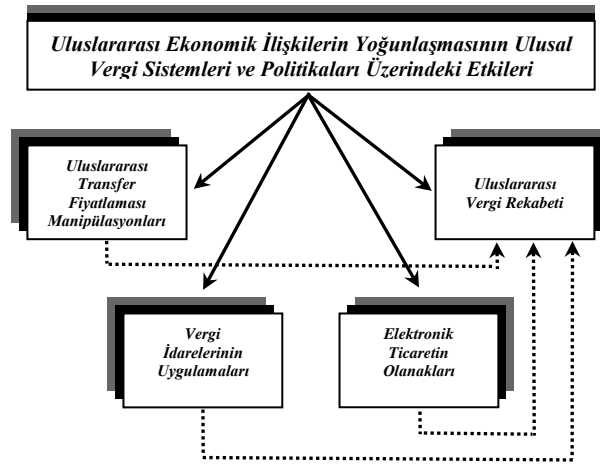 Uluslararası Ekonomik İlişkilerin Yoğunlaşmasının Ulusal
Vergi Sistemleri ve Politikaları Üzerindeki Etkileri
Uluslararası
Transfer
Fiyatlaması
Manipülasyonları
Uluslararası
Vergi Rekabeti
Vergi
İdarelerinin
Uygulamaları
Elektronik
Ticaretin
Olanakları